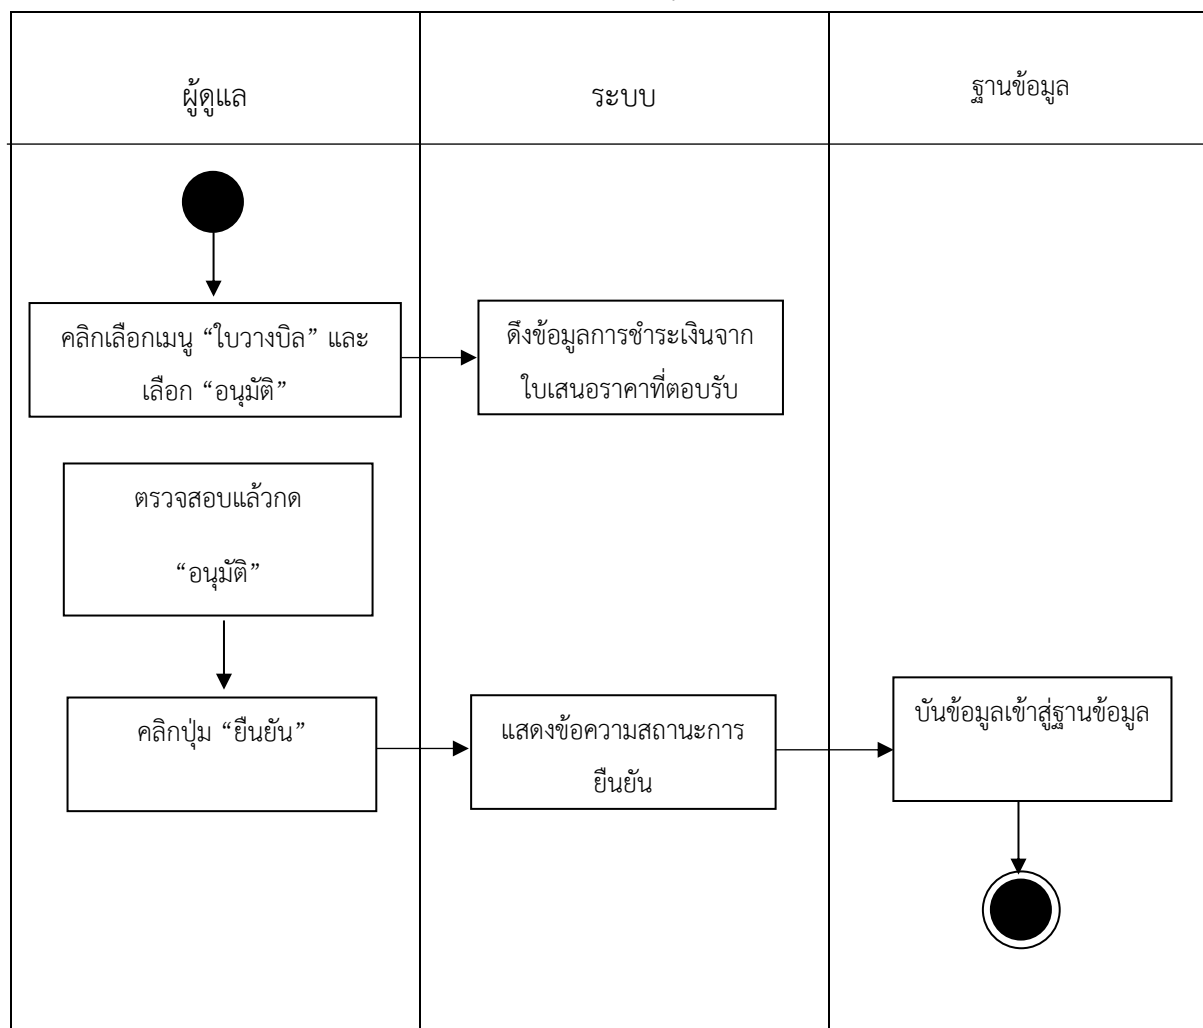 ผู้ดูแล
ระบบ
ฐานข้อมูล
คลิกเลือกเมนู “ใบวางบิล” และ
เลือก “อนุมัติ”
ดึงข้อมูลการชำระเงินจาก
ใบเสนอราคาที่ตอบรับ
ตรวจสอบแล้วกด
“อนุมัติ”
คลิกปุ่ม “ยืนยัน”
แสดงข้อความสถานะการ
ยืนยัน
บันข้อมูลเข้าสู่ฐานข้อมูล